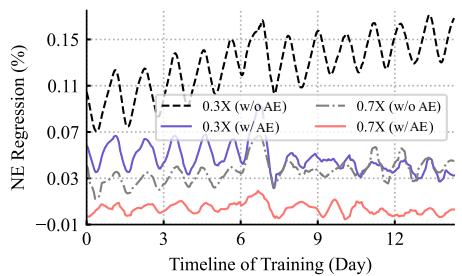 NE Regression (%)
0.15
0.11
0.07
0.03
−0.01
0.3X (w/o AE)
0.7X (w/o AE)
0.3X (w/ AE)
0.7X (w/ AE)
0
3
6
9
12
Timeline of Training (Day)